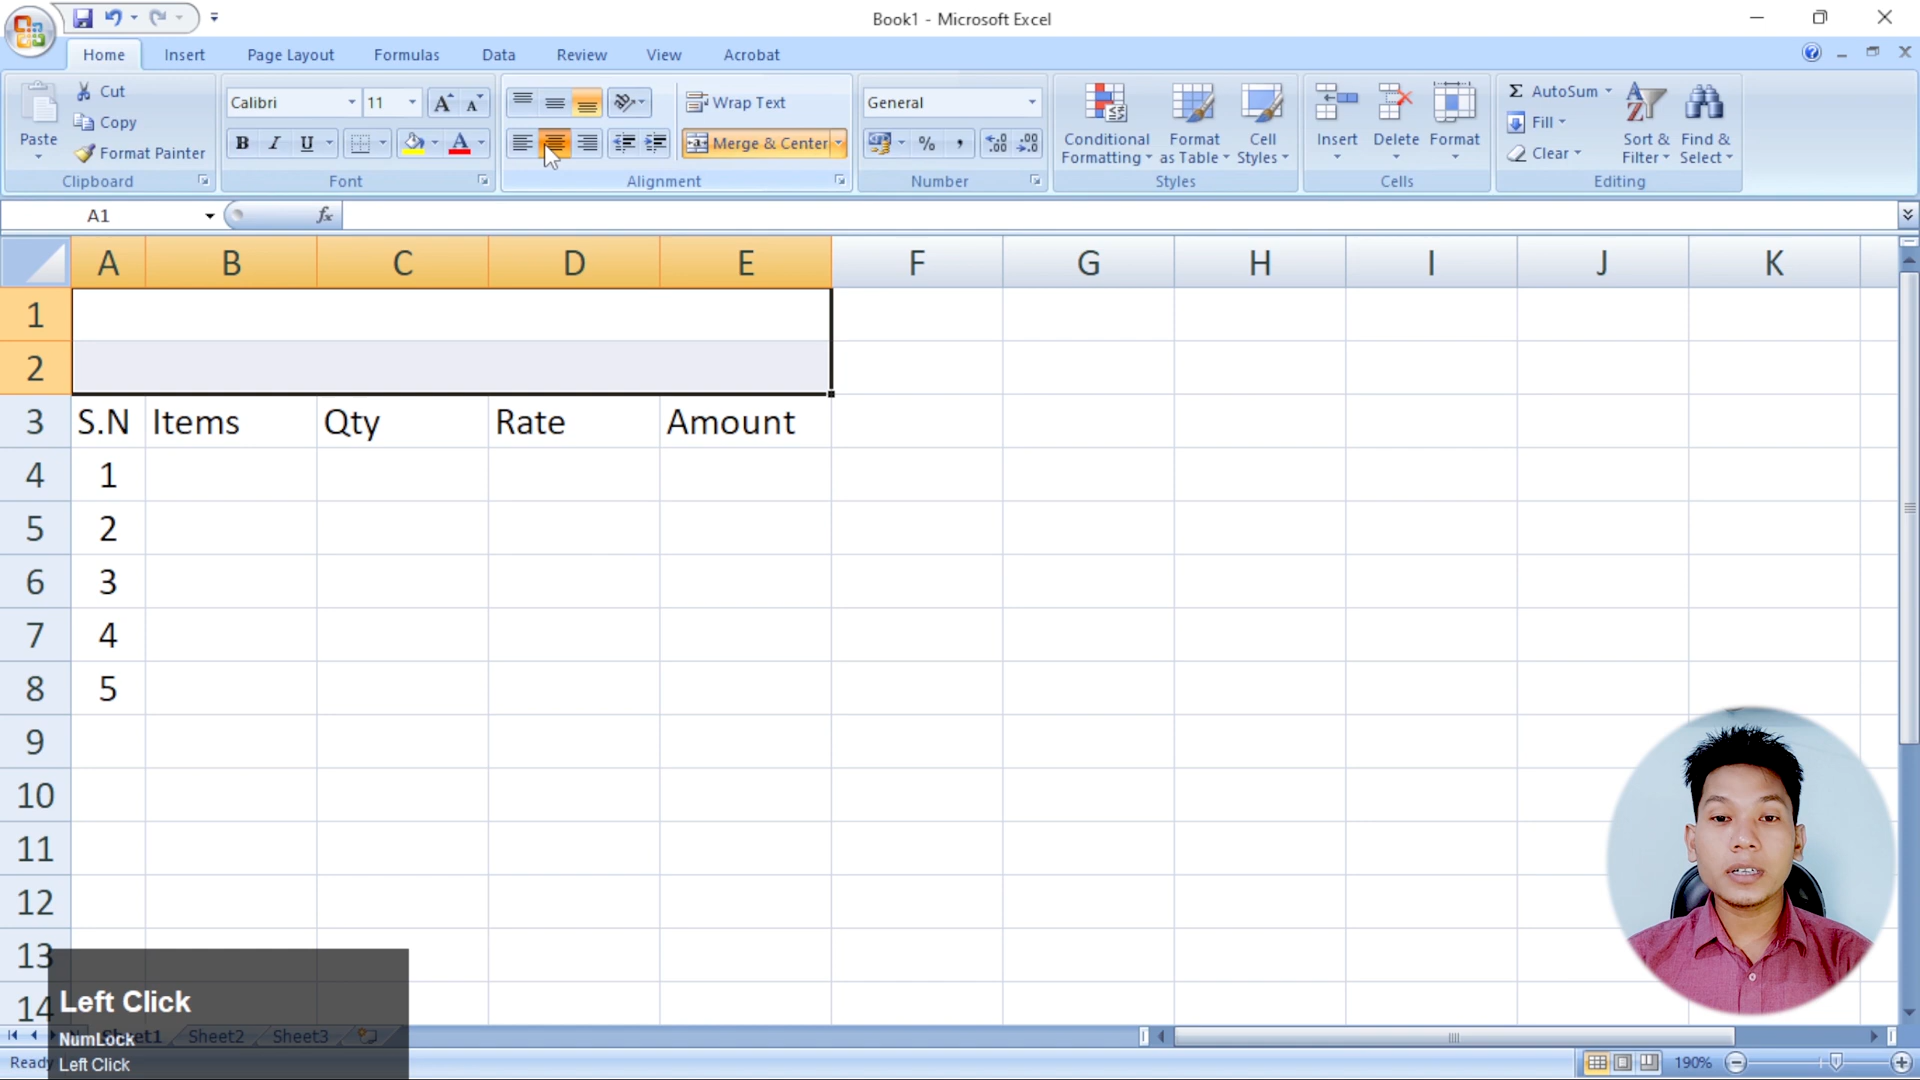 Book1 - Microsoft Excel
Home Insert Page Layout Formulas Data Review View Acrobat
Paste
Cut
Copy
Format Painter
Clipboard
Calibri 11
B I U
Font
Wrap Text
Merge & Center
Alignment
General
%
Number
Conditional Formatting
Format as Table
Cell Styles
Styles
Insert Delete Format
Cells
Σ AutoSum
Fill
Clear
Sort & Filter
Find & Select
Editing
A1 fx
A B C D E F G H I J K
1
2
3 S.N Items Qty Rate Amount
4 1
5 2
6 3
7 4
8 5
9
10
11
12
13
14
Left Click
NumLock
Left Click
Sheet2 Sheet3
Ready 190%